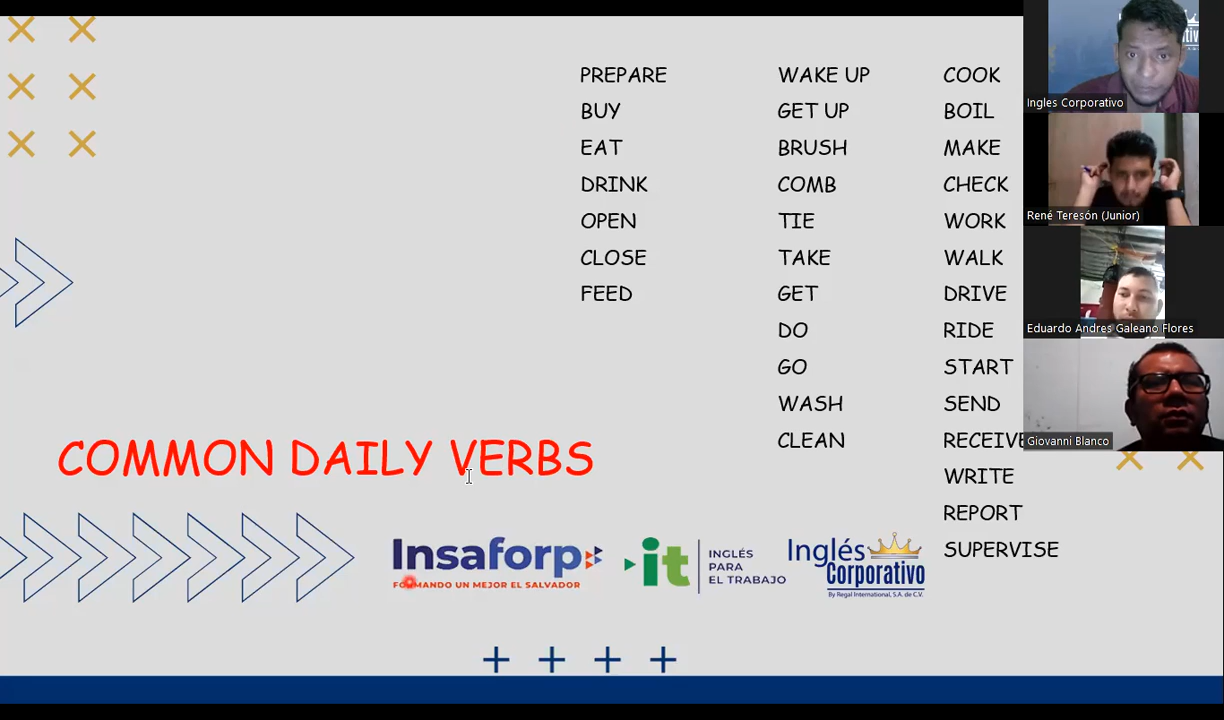 PREPARE
BUY
EAT
DRINK
OPEN
CLOSE
FEED
WAKE UP
GET UP
BRUSH
COMB
TIE
TAKE
GET
DO
GO
WASH
CLEAN
COOK
BOIL
MAKE
CHECK
WORK
WALK
DRIVE
RIDE
START
SEND
RECEIVE
WRITE
REPORT
SUPERVISE
COMMON DAILY VERBS
Insaforp
FORMANDO UN MEJOR EL SALVADOR
it
INGLÉS
PARA
EL TRABAJO
Inglés
Corporativo
By Regal International, S.A. de C.V.
Ingles Corporativo
René Teresón (Junior)
Eduardo Andres Galeano Flores
Giovanni Blanco